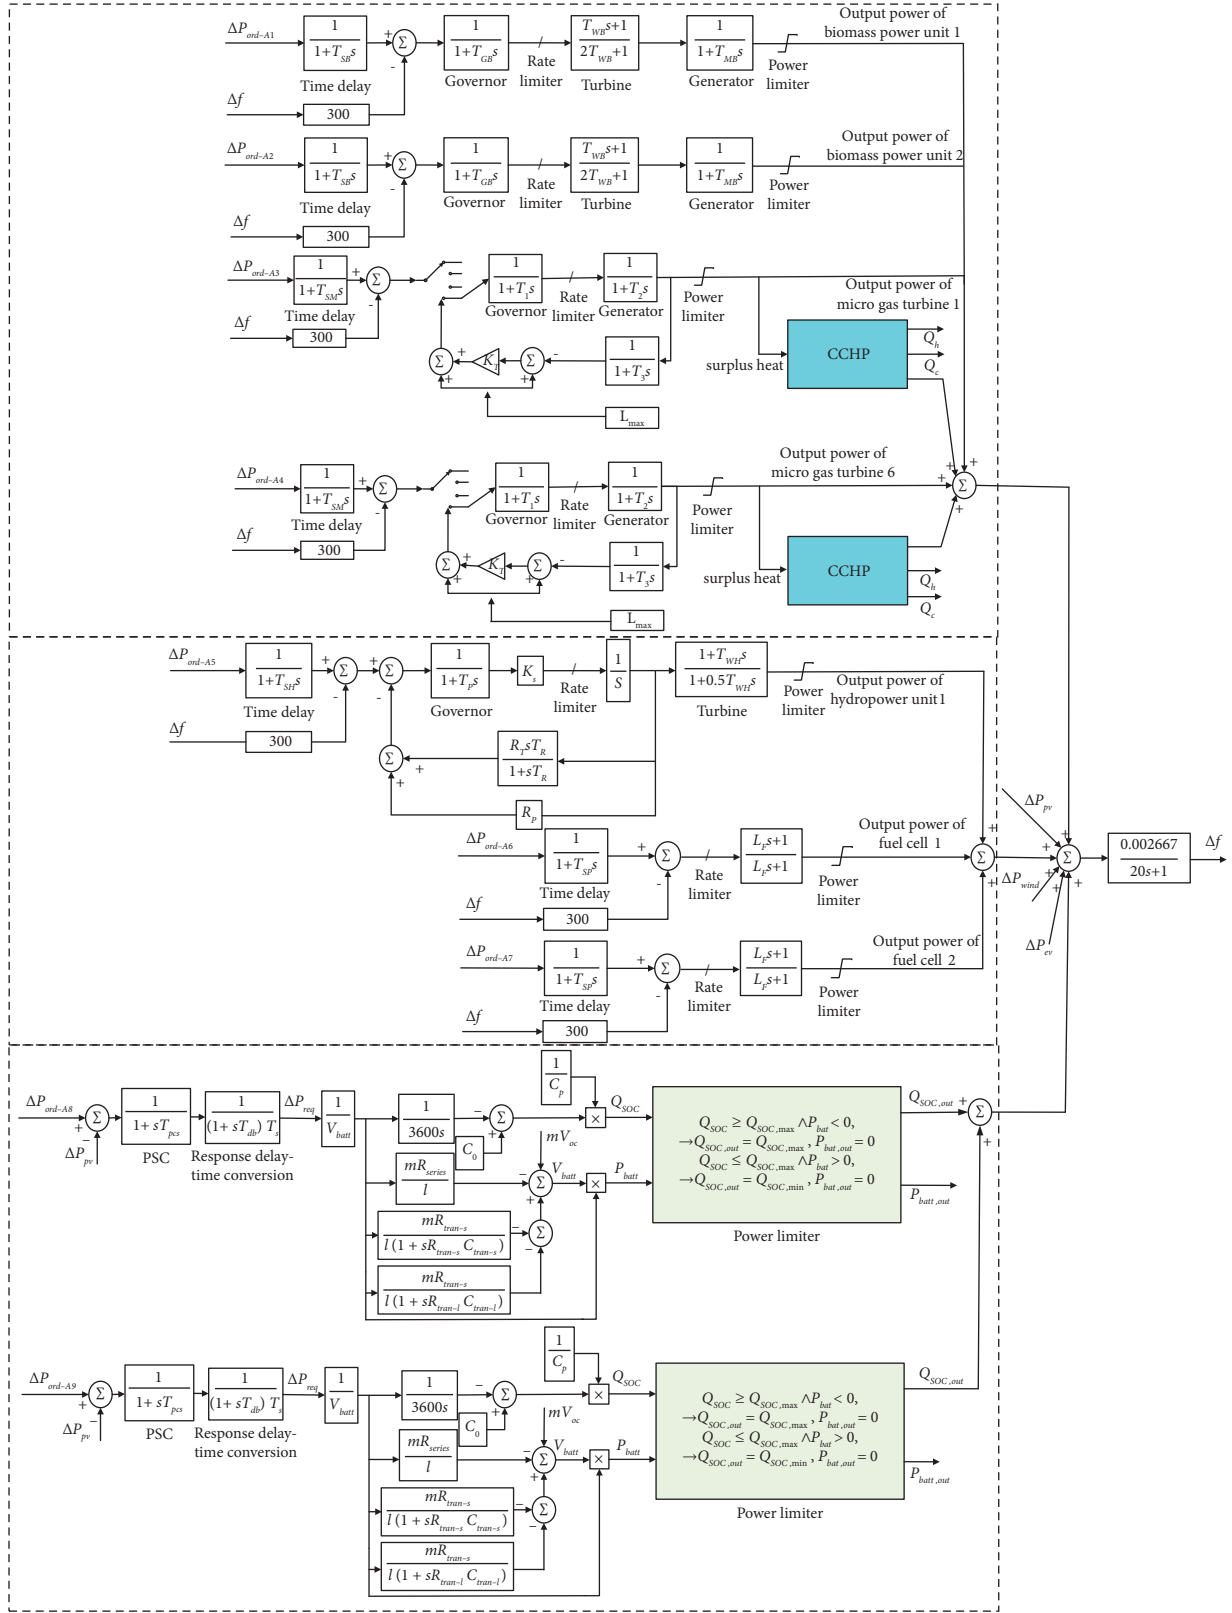 ΔP_ord–A1
1
1+T_SB s
Time delay
+
-
Σ
1
1+T_GB s
Governor
Rate
limiter
T_WB s+1
2T_WB+1
Turbine
1
1+T_MB s
Generator
Power
limiter
Output power of
biomass power unit 1
Δf
300
ΔP_ord–A2
1
1+T_SB s
Time delay
+
-
Σ
1
1+T_GB s
Governor
Rate
limiter
T_WB s+1
2T_WB+1
Turbine
1
1+T_MB s
Generator
Power
limiter
Output power of
biomass power unit 2
Δf
300
ΔP_ord–A3
1
1+T_SM s
Time delay
+
-
Σ
1
1+T_1 s
Governor
Rate
limiter
1
1+T_2 s
Generator
Power
limiter
Output power of
micro gas turbine 1
Δf
300
Σ
+
+
K_T
Σ
+
-
1
1+T_3 s
L_max
surplus heat
CCHP
Q_h
Q_c
ΔP_ord–A4
1
1+T_SM s
Time delay
+
-
Σ
1
1+T_1 s
Governor
Rate
limiter
1
1+T_2 s
Generator
Power
limiter
Output power of
micro gas turbine 6
+
+
+
+
Σ
Δf
300
Σ
+
+
K_T
Σ
+
-
1
1+T_3 s
L_max
surplus heat
CCHP
Q_h
Q_c
ΔP_ord–A5
1
1+T_SH s
Time delay
+
-
Σ
+
-
Σ
1
1+T_P s
Governor
K_s
Rate
limiter
1
S
1+T_WH s
1+0.5T_WH s
Turbine
Power
limiter
Output power of
hydropower unit1
Δf
300
Σ
+
+
R_T sT_R
1+sT_R
R_P
ΔP_ord–A6
1
1+T_SP s
Time delay
+
-
Σ
Rate
limiter
L_F s+1
L_F s+1
Power
limiter
Output power of
fuel cell 1
Δf
300
+
+
Σ
ΔP_pv
ΔP_wind
ΔP_ev
+
+
+
+
+
Σ
0.002667
20s+1
Δf
ΔP_ord–A7
1
1+T_SP s
Time delay
+
-
Σ
Rate
limiter
L_F s+1
L_F s+1
Power
limiter
Output power of
fuel cell 2
Δf
300
ΔP_ord–A8
+
–
Σ
ΔP_pv
1
1+ sT_pcs
PSC
1
(1+ sT_db) T_s
Response delay-
time conversion
ΔP_req
1
V_batt
1
3600s
–
+
Σ
C_0
1
C_p
×
Q_SOC
mR_series
l
mV_oc
–
+
Σ
V_batt
×
P_batt
mR_tran–s
l (1 + sR_tran–s C_tran–s)
–
–
Σ
mR_tran–s
l (1 + sR_tran–l C_tran–l)
Q_SOC ≥ Q_SOC,max ∧P_bat < 0,
→Q_SOC,out = Q_SOC,max , P_bat,out = 0
Q_SOC ≤ Q_SOC,max ∧P_bat > 0,
→Q_SOC,out = Q_SOC,min , P_bat,out = 0
Power limiter
Q_SOC,out
+
+
Σ
P_batt,out
ΔP_ord–A9
+
–
Σ
ΔP_pv
1
1+ sT_pcs
PSC
1
(1+ sT_db) T_s
Response delay-
time conversion
ΔP_req
1
V_batt
1
3600s
–
+
Σ
C_0
1
C_p
×
Q_SOC
mR_series
l
mV_oc
–
+
Σ
V_batt
×
P_batt
mR_tran–s
l (1 + sR_tran–s C_tran–s)
–
–
Σ
mR_tran–s
l (1 + sR_tran–l C_tran–l)
Q_SOC ≥ Q_SOC,max ∧P_bat < 0,
→Q_SOC,out = Q_SOC,max , P_bat,out = 0
Q_SOC ≤ Q_SOC,max ∧P_bat > 0,
→Q_SOC,out = Q_SOC,min , P_bat,out = 0
Power limiter
Q_SOC,out
P_batt,out